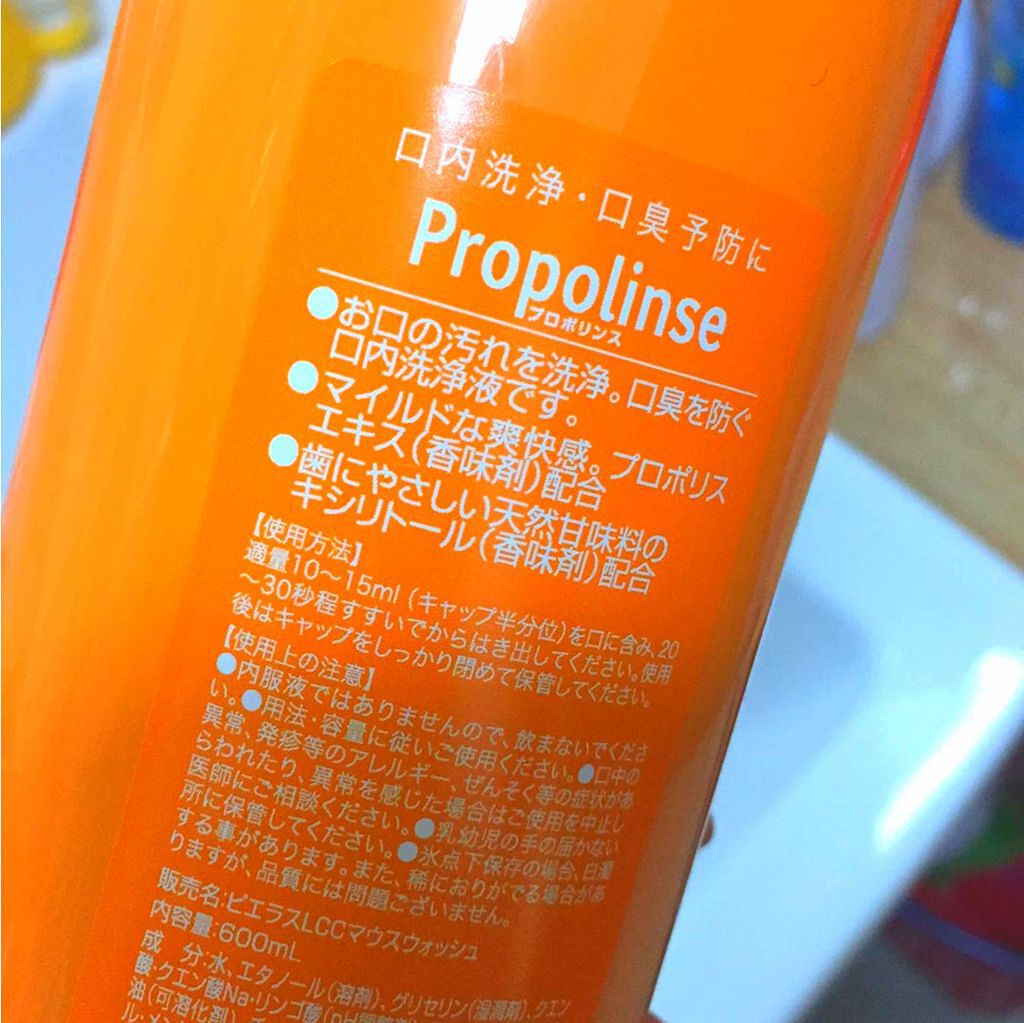 口内洗浄・口臭予防に
Propolinse
プロポリンス
●お口の汚れを洗浄。口臭を防ぐ
口内洗浄液です。
●マイルドな爽快感。プロポリス
エキス(香味剤)配合
●歯にやさしい天然甘味料の
キシリトール(香味剤)配合
【使用方法】
適量10～15ml (キャップ半分位)を口に含み、20
～30秒程すすいでからはき出してください。使用
後はキャップをしっかり閉めて保管してください。
【使用上の注意】
●内服液ではありませんので、飲まないでくださ
い。●用法・容量に従いご使用ください。●口中の
異常、発疹等のアレルギー、ぜんそく等の症状があ
らわれたり、異常を感じた場合はご使用を中止し
医師にご相談ください。●乳幼児の手の届かない
所に保管してください。●氷点下保存の場合、白濁
する事があります。また、稀におりがでる場合があ
りますが、品質には問題ございません。
販売名:ピエラスLCCマウスウォッシュ
内容量:600mL
成 分:水、エタノール(溶剤)、グリセリン(湿潤剤)、クエン
酸・クエン酸Na・リンゴ酸(pH調整剤)
油(可溶化剤)